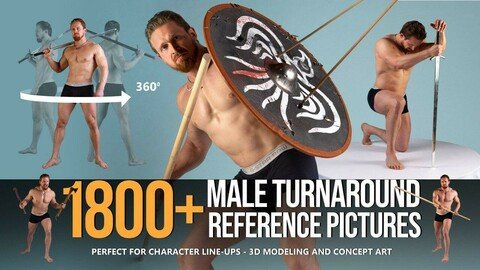 360°
1800+
MALE TURNAROUND
REFERENCE PICTURES
PERFECT FOR CHARACTER LINE-UPS - 3D MODELING AND CONCEPT ART